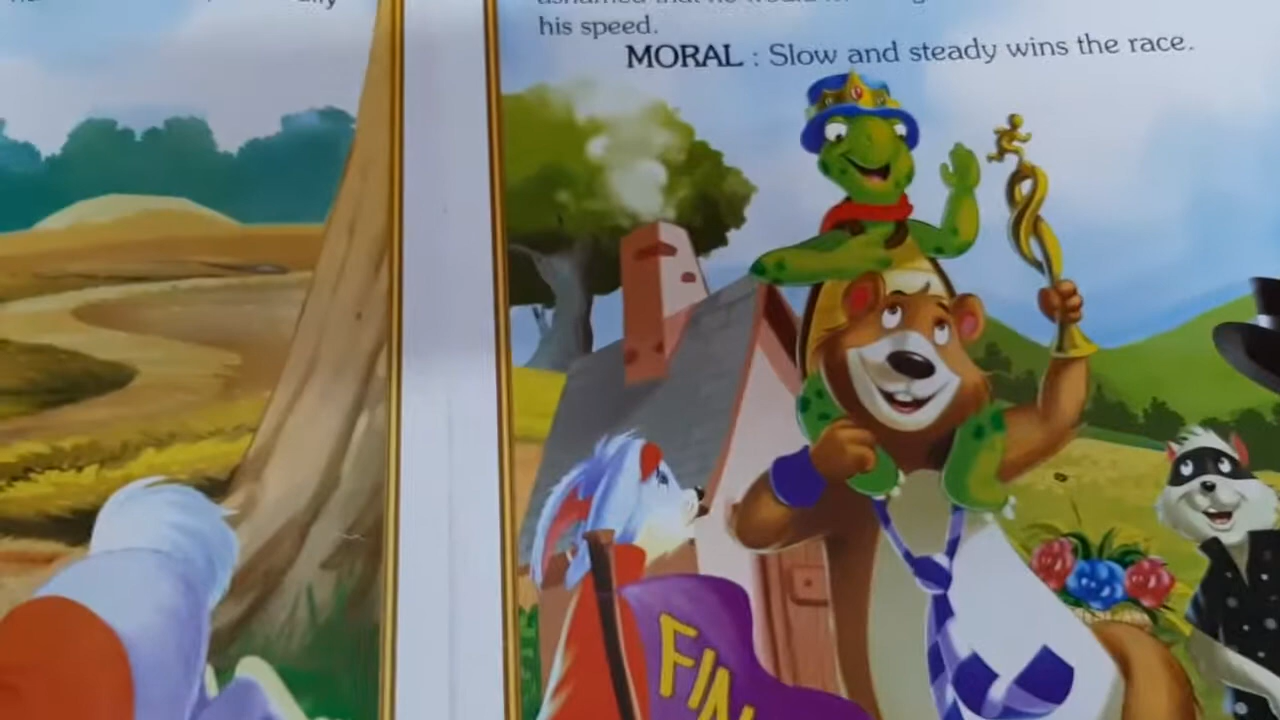 his speed.
MORAL : Slow and steady wins the race.
FIN